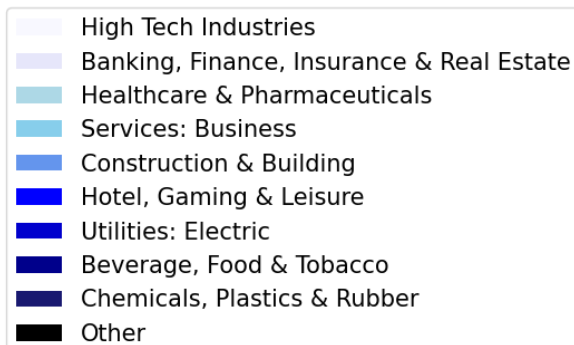 High Tech Industries
Banking, Finance, Insurance & Real Estate
Healthcare & Pharmaceuticals
Services: Business
Construction & Building
Hotel, Gaming & Leisure
Utilities: Electric
Beverage, Food & Tobacco
Chemicals, Plastics & Rubber
Other